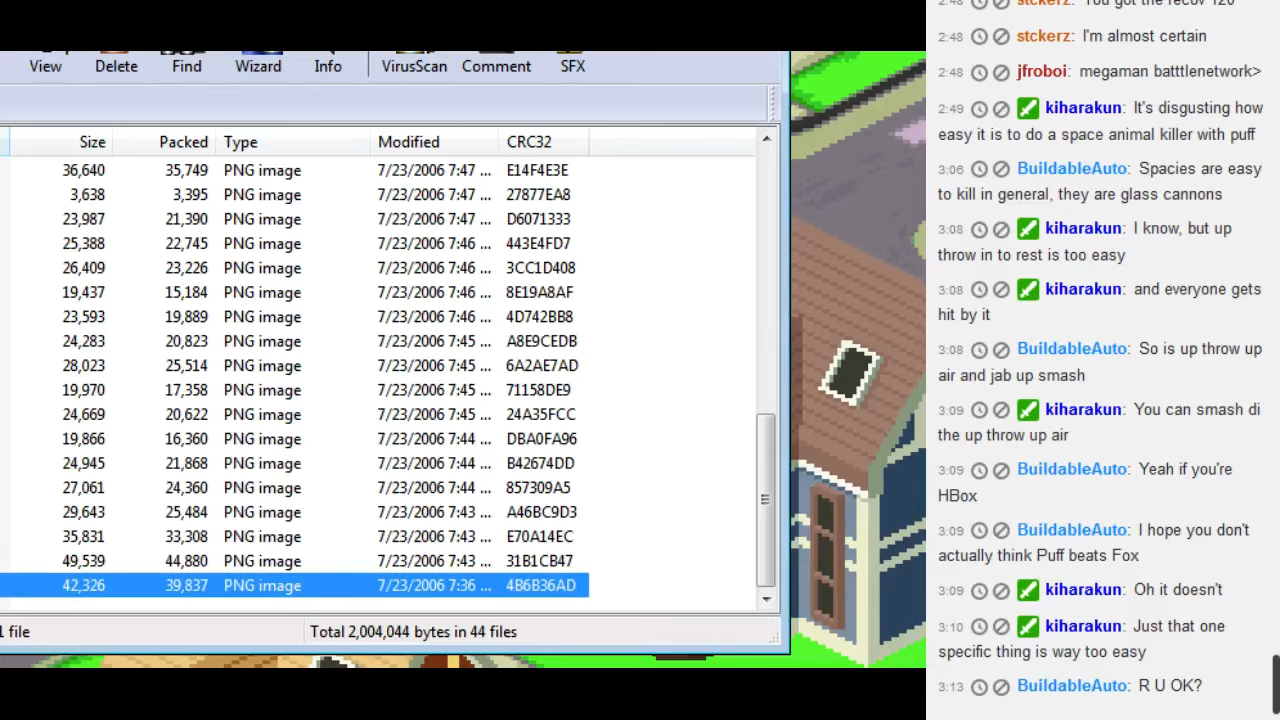 View Delete Find Wizard Info VirusScan Comment SFX
Size Packed Type Modified CRC32
36,640 35,749 PNG image 7/23/2006 7:47 ... E14F4E3E
3,638 3,395 PNG image 7/23/2006 7:47 ... 27877EA8
23,987 21,390 PNG image 7/23/2006 7:47 ... D6071333
25,388 22,745 PNG image 7/23/2006 7:46 ... 443E4FD7
26,409 23,226 PNG image 7/23/2006 7:46 ... 3CC1D408
19,437 15,184 PNG image 7/23/2006 7:46 ... 8E19A8AF
23,593 19,889 PNG image 7/23/2006 7:46 ... 4D742BB8
24,283 20,823 PNG image 7/23/2006 7:45 ... A8E9CEDB
28,023 25,514 PNG image 7/23/2006 7:45 ... 6A2AE7AD
19,970 17,358 PNG image 7/23/2006 7:45 ... 71158DE9
24,669 20,622 PNG image 7/23/2006 7:45 ... 24A35FCC
19,866 16,360 PNG image 7/23/2006 7:44 ... DBA0FA96
24,945 21,868 PNG image 7/23/2006 7:44 ... B42674DD
27,061 24,360 PNG image 7/23/2006 7:44 ... 857309A5
29,643 25,484 PNG image 7/23/2006 7:43 ... A46BC9D3
35,831 33,308 PNG image 7/23/2006 7:43 ... E70A14EC
49,539 44,880 PNG image 7/23/2006 7:43 ... 31B1CB47
42,326 39,837 PNG image 7/23/2006 7:36 ... 4B6B36AD
1 file Total 2,004,044 bytes in 44 files
2:48 stckerz: You got the recov 120
2:48 stckerz: I'm almost certain
2:48 jfroboi: megaman batttlenetwork>
2:49 kiharakun: It's disgusting how
easy it is to do a space animal killer with puff
3:06 BuildableAuto: Spacies are easy
to kill in general, they are glass cannons
3:08 kiharakun: I know, but up
throw in to rest is too easy
3:08 kiharakun: and everyone gets
hit by it
3:08 BuildableAuto: So is up throw up
air and jab up smash
3:09 kiharakun: You can smash di
the up throw up air
3:09 BuildableAuto: Yeah if you're
HBox
3:09 BuildableAuto: I hope you don't
actually think Puff beats Fox
3:09 kiharakun: Oh it doesn't
3:10 kiharakun: Just that one
specific thing is way too easy
3:13 BuildableAuto: R U OK?